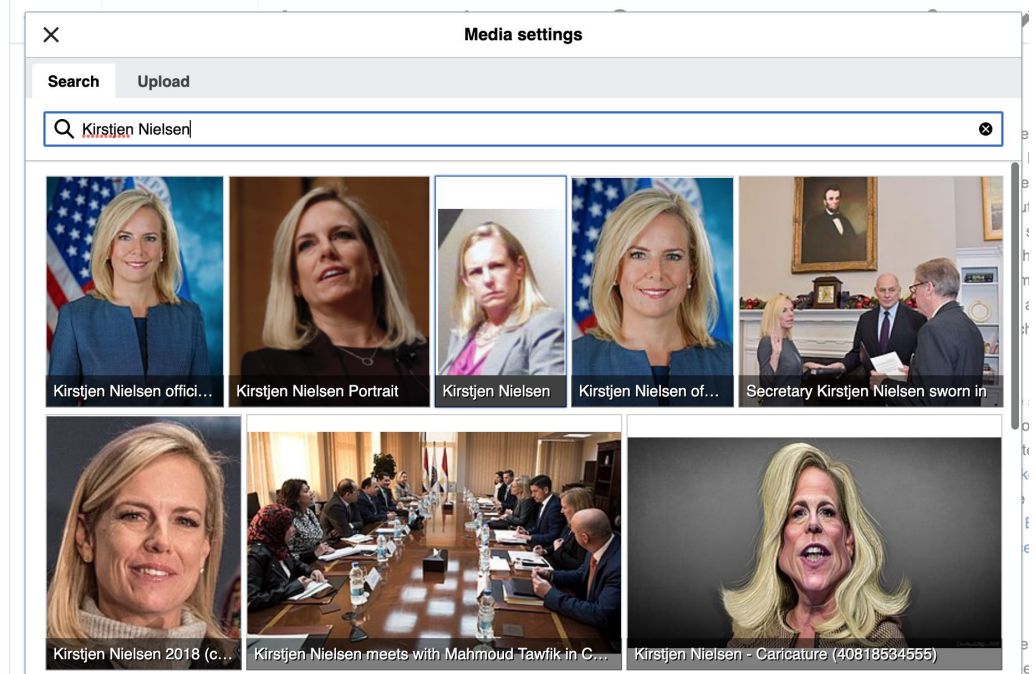 Media settings
Search
Upload
Kirstjen Nielsen
Kirstjen Nielsen offici...
Kirstjen Nielsen Portrait
Kirstjen Nielsen
Kirstjen Nielsen of...
Secretary Kirstjen Nielsen sworn in
Kirstjen Nielsen 2018 (c...
Kirstjen Nielsen meets with Mahmoud Tawfik in C...
Kirstjen Nielsen - Caricature (40818534555)